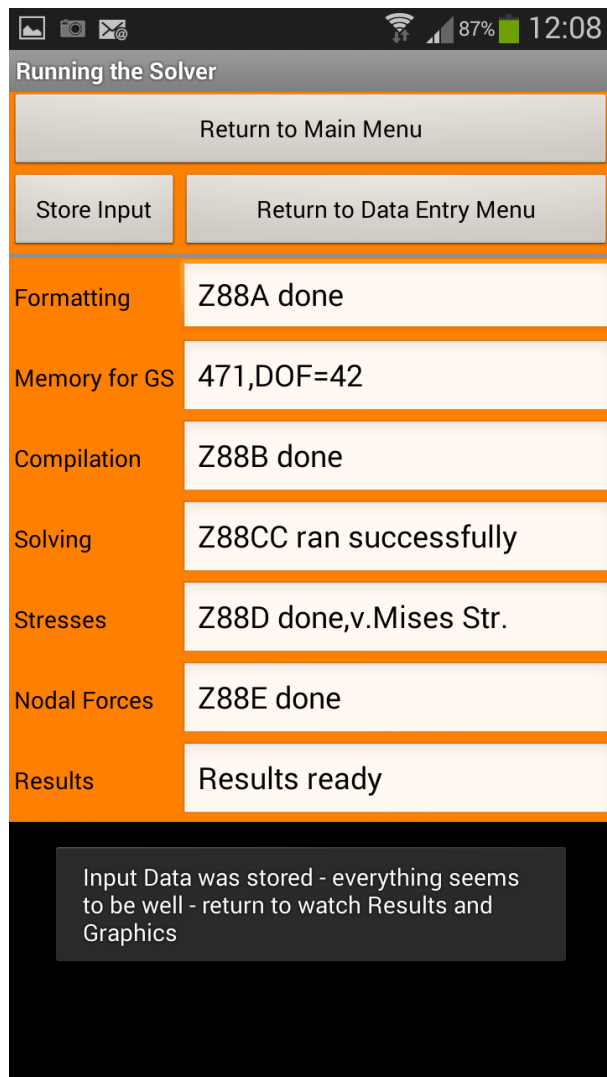 87% 12:08
Running the Solver
Return to Main Menu
Store Input
Return to Data Entry Menu
Formatting Z88A done
Memory for GS 471,DOF=42
Compilation Z88B done
Solving Z88CC ran successfully
Stresses Z88D done,v.Mises Str.
Nodal Forces Z88E done
Results Results ready
Input Data was stored - everything seems
to be well - return to watch Results and
Graphics